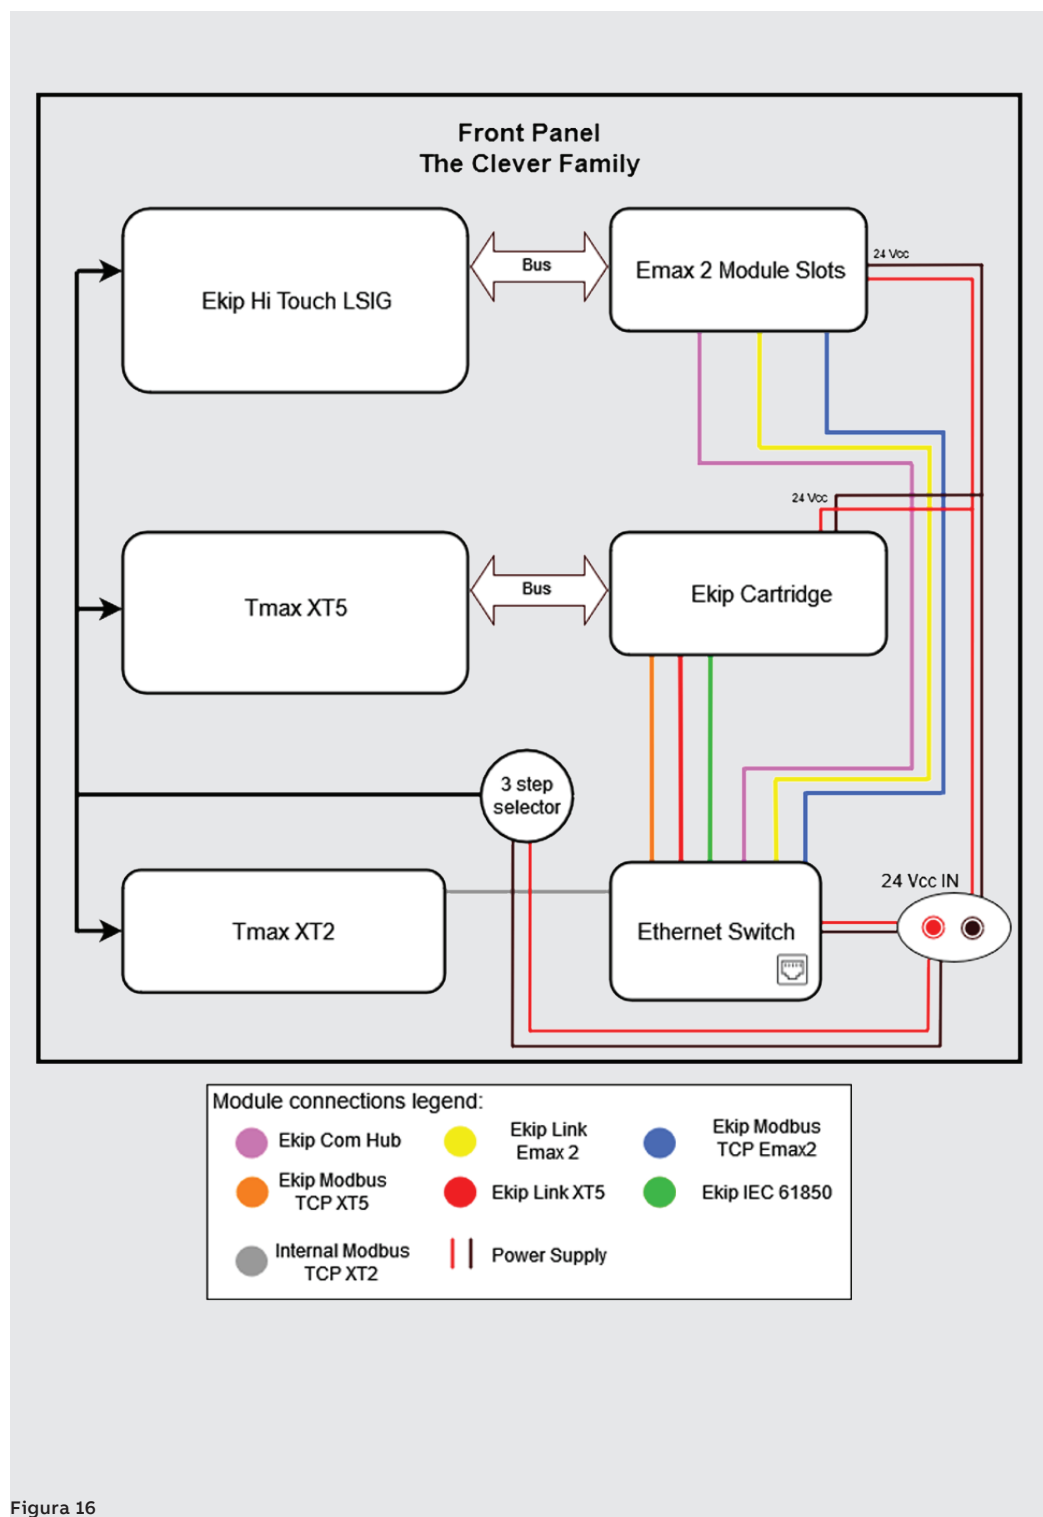 Front Panel
The Clever Family
Ekip Hi Touch LSIG
Bus
Emax 2 Module Slots
24 Vcc
24 Vcc
Tmax XT5
Bus
Ekip Cartridge
3 step
selector
24 Vcc IN
Tmax XT2
Ethernet Switch
Module connections legend:
Ekip Com Hub
Ekip Link
Emax 2
Ekip Modbus
TCP Emax2
Ekip Modbus
TCP XT5
Ekip Link XT5
Ekip IEC 61850
Internal Modbus
TCP XT2
Power Supply
Figura 16